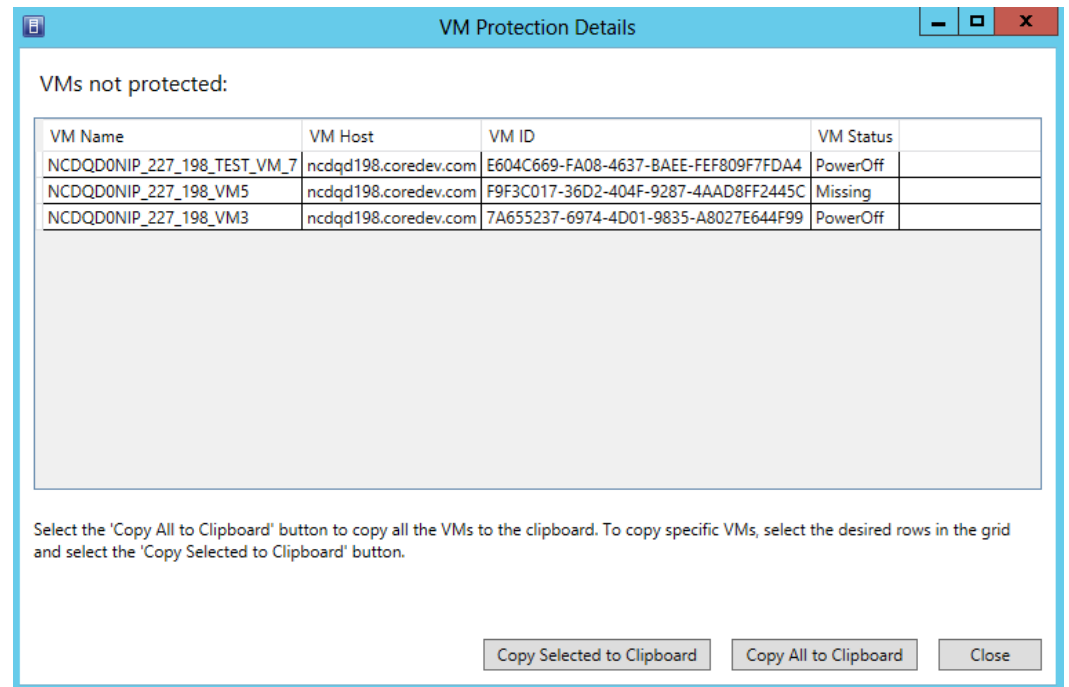 VM Protection Details
VMs not protected:
VM Name VM Host VM ID VM Status
NCDQD0NIP_227_198_TEST_VM_7 ncdqd198.coredev.com E604C669-FA08-4637-BAEE-FEF809F7FDA4 PowerOff
NCDQD0NIP_227_198_VM5 ncdqd198.coredev.com F9F3C017-36D2-404F-9287-4AAD8FF2445C Missing
NCDQD0NIP_227_198_VM3 ncdqd198.coredev.com 7A655237-6974-4D01-9835-A8027E644F99 PowerOff
Select the 'Copy All to Clipboard' button to copy all the VMs to the clipboard. To copy specific VMs, select the desired rows in the grid
and select the 'Copy Selected to Clipboard' button.
Copy Selected to Clipboard Copy All to Clipboard Close